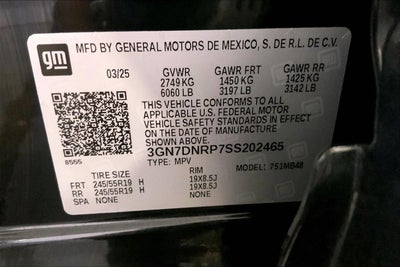 gm
MFD BY GENERAL MOTORS DE MEXICO, S. DE R.L. DE C.V.
03/25 GVWR GAWR FRT GAWR RR
2749 KG 1450 KG 1425 KG
6060 LB 3197 LB 3142 LB
THIS VEHICLE CONFORMS TO ALL
APPLICABLE U.S. FEDERAL MOTOR
VEHICLE SAFETY STANDARDS IN EFFECT
ON THE DATE OF MANUFACTURE
SHOWN ABOVE.
3GN7DNRP7SS202465
8555 TYPE: MPV MODEL: 751MB48
TIRE SIZE RIM
FRT 245/55R19 H 19X8.5J
RR 245/55R19 H 19X8.5J
SPA NONE NONE